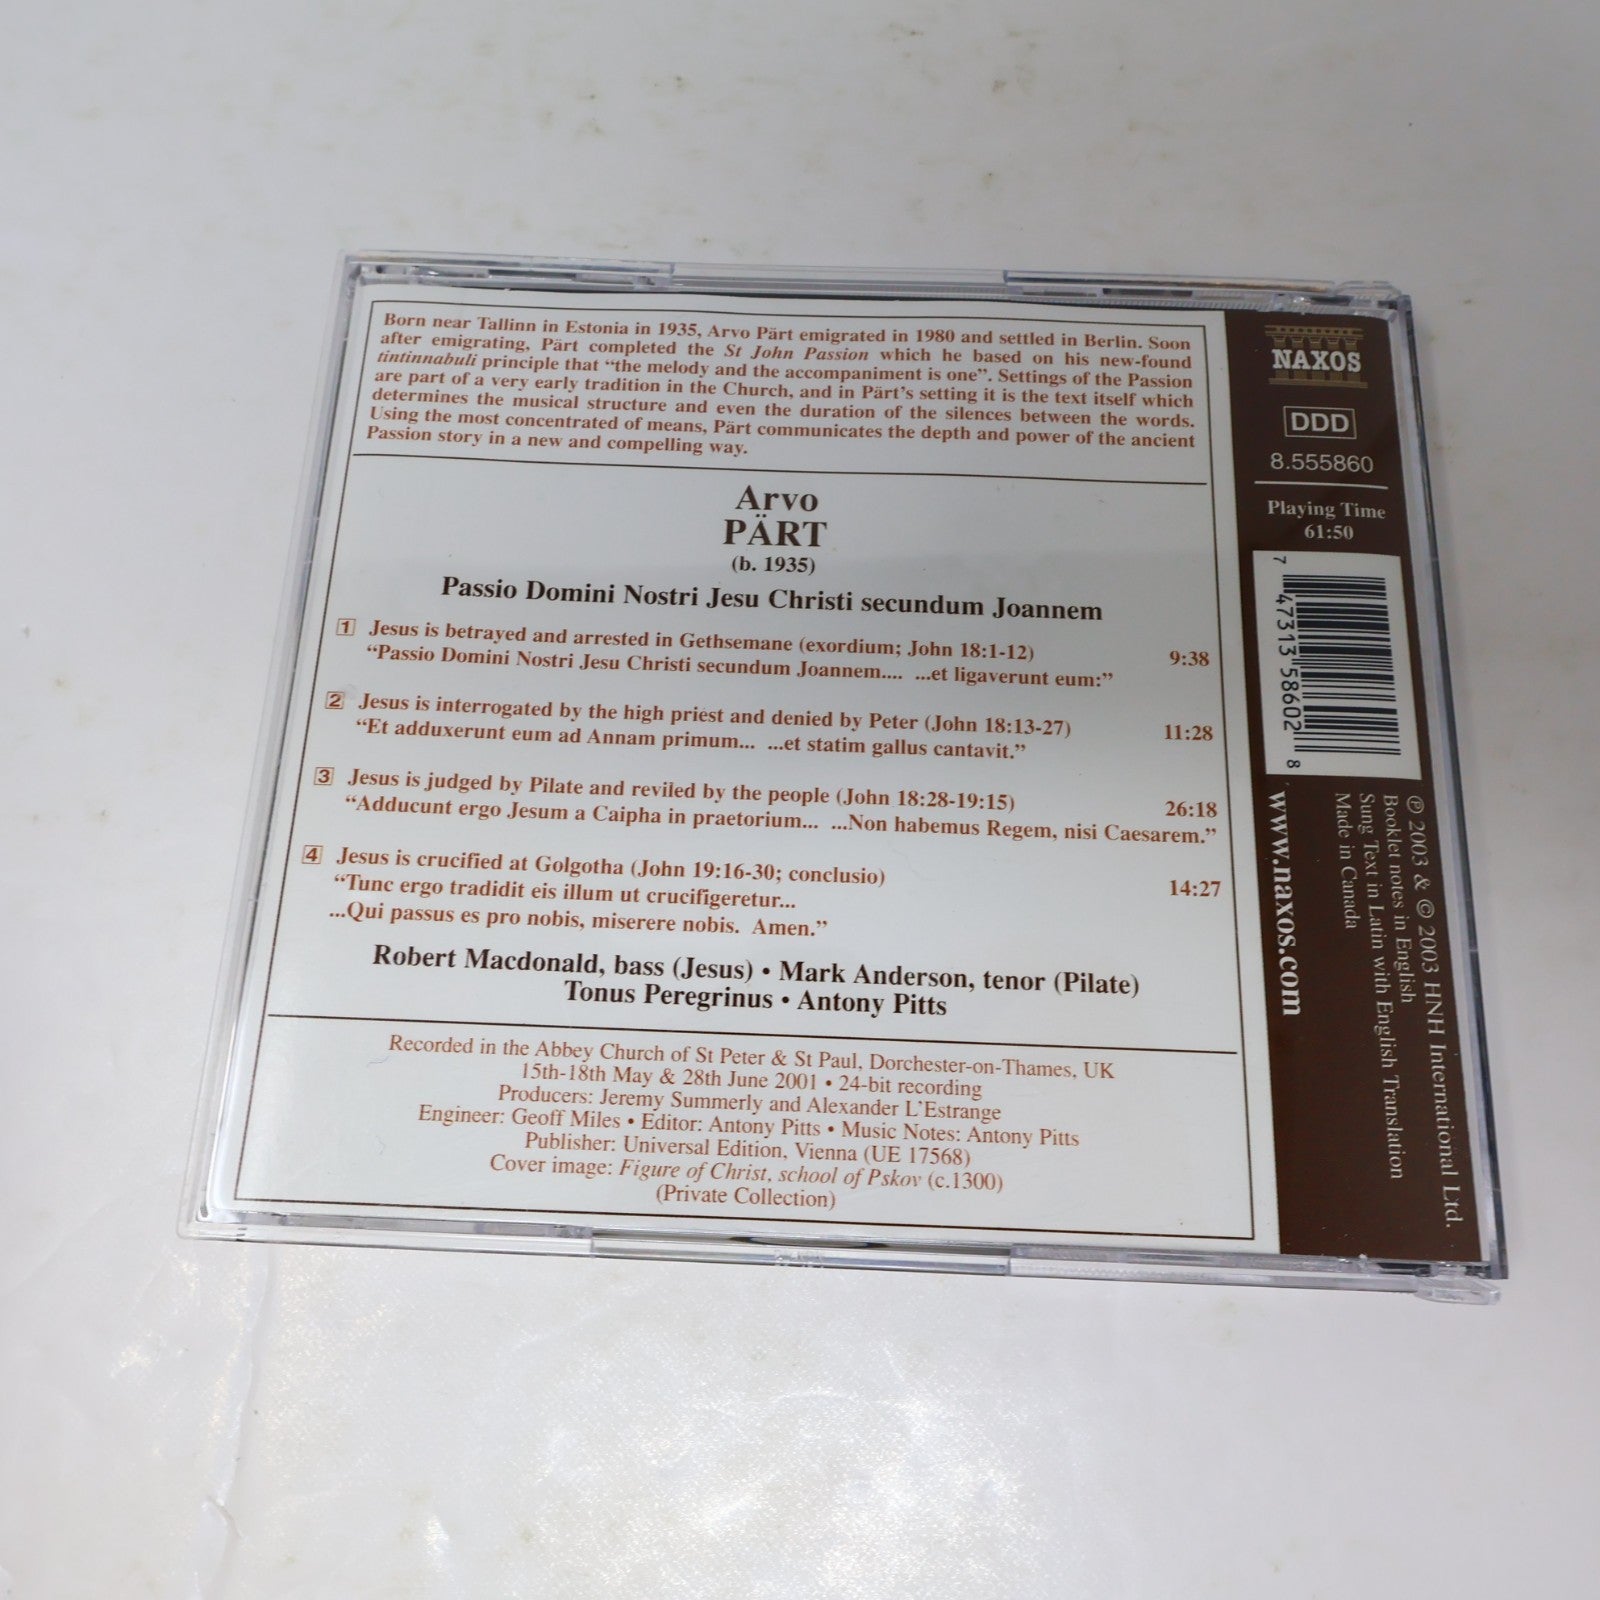 Born near Tallinn in Estonia in 1935, Arvo Pärt emigrated in 1980 and settled in Berlin. Soon
after emigrating, Pärt completed the St John Passion which he based on his new-found
tintinnabuli principle that “the melody and the accompaniment is one”. Settings of the Passion
are part of a very early tradition in the Church, and in Pärt’s setting it is the text itself which
determines the musical structure and even the duration of the silences between the words.
Using the most concentrated of means, Pärt communicates the depth and power of the ancient
Passion story in a new and compelling way.
Arvo
PÄRT
(b. 1935)
Passio Domini Nostri Jesu Christi secundum Joannem
1 Jesus is betrayed and arrested in Gethsemane (exordium; John 18:1-12) 9:38
“Passio Domini Nostri Jesu Christi secundum Joannem.... ...et ligaverunt eum:”
2 Jesus is interrogated by the high priest and denied by Peter (John 18:13-27) 11:28
“Et adduxerunt eum ad Annam primum... ...et statim gallus cantavit.”
3 Jesus is judged by Pilate and reviled by the people (John 18:28-19:15) 26:18
“Adducunt ergo Jesum a Caipha in praetorium... ...Non habemus Regem, nisi Caesarem.”
4 Jesus is crucified at Golgotha (John 19:16-30; conclusio) 14:27
“Tunc ergo tradidit eis illum ut crucifigeretur...
...Qui passus es pro nobis, miserere nobis. Amen.”
Robert Macdonald, bass (Jesus) • Mark Anderson, tenor (Pilate)
Tonus Peregrinus • Antony Pitts
Recorded in the Abbey Church of St Peter & St Paul, Dorchester-on-Thames, UK
15th-18th May & 28th June 2001 • 24-bit recording
Producers: Jeremy Summerly and Alexander L’Estrange
Engineer: Geoff Miles • Editor: Antony Pitts • Music Notes: Antony Pitts
Publisher: Universal Edition, Vienna (UE 17568)
Cover image: Figure of Christ, school of Pskov (c.1300)
(Private Collection)
NAXOS
DDD
8.555860
Playing Time
61:50
7 47313 58602 8
℗ 2003 & © 2003 HNH International Ltd.
Booklet notes in English
Sung Text in Latin with English Translation
Made in Canada
www.naxos.com